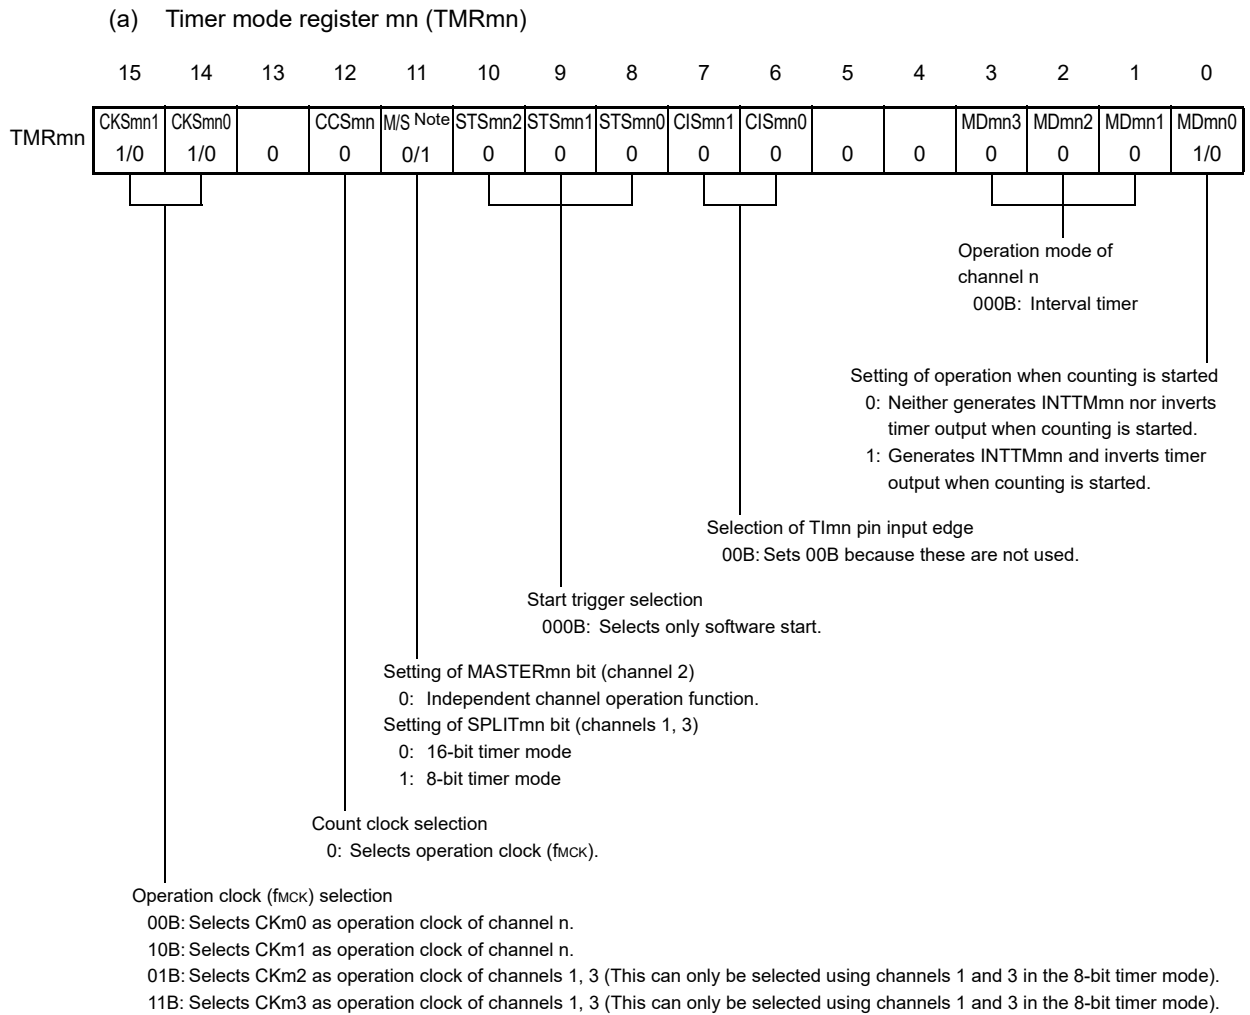 (a) Timer mode register mn (TMRmn)
15 14 13 12 11 10 9 8 7 6 5 4 3 2 1 0
TMRmn
CKSmn1 CKSmn0 CCSmn M/S Note STSmn2 STSmn1 STSmn0 CISmn1 CISmn0 MDmn3 MDmn2 MDmn1 MDmn0
1/0 1/0 0 0 0/1 0 0 0 0 0 0 0 0 0 0 1/0
Operation mode of
channel n
000B: Interval timer
Setting of operation when counting is started
0: Neither generates INTTMmn nor inverts
timer output when counting is started.
1: Generates INTTMmn and inverts timer
output when counting is started.
Selection of TImn pin input edge
00B: Sets 00B because these are not used.
Start trigger selection
000B: Selects only software start.
Setting of MASTERmn bit (channel 2)
0: Independent channel operation function.
Setting of SPLITmn bit (channels 1, 3)
0: 16-bit timer mode
1: 8-bit timer mode
Count clock selection
0: Selects operation clock (fMCK).
Operation clock (fMCK) selection
00B: Selects CKm0 as operation clock of channel n.
10B: Selects CKm1 as operation clock of channel n.
01B: Selects CKm2 as operation clock of channels 1, 3 (This can only be selected using channels 1 and 3 in the 8-bit timer mode).
11B: Selects CKm3 as operation clock of channels 1, 3 (This can only be selected using channels 1 and 3 in the 8-bit timer mode).